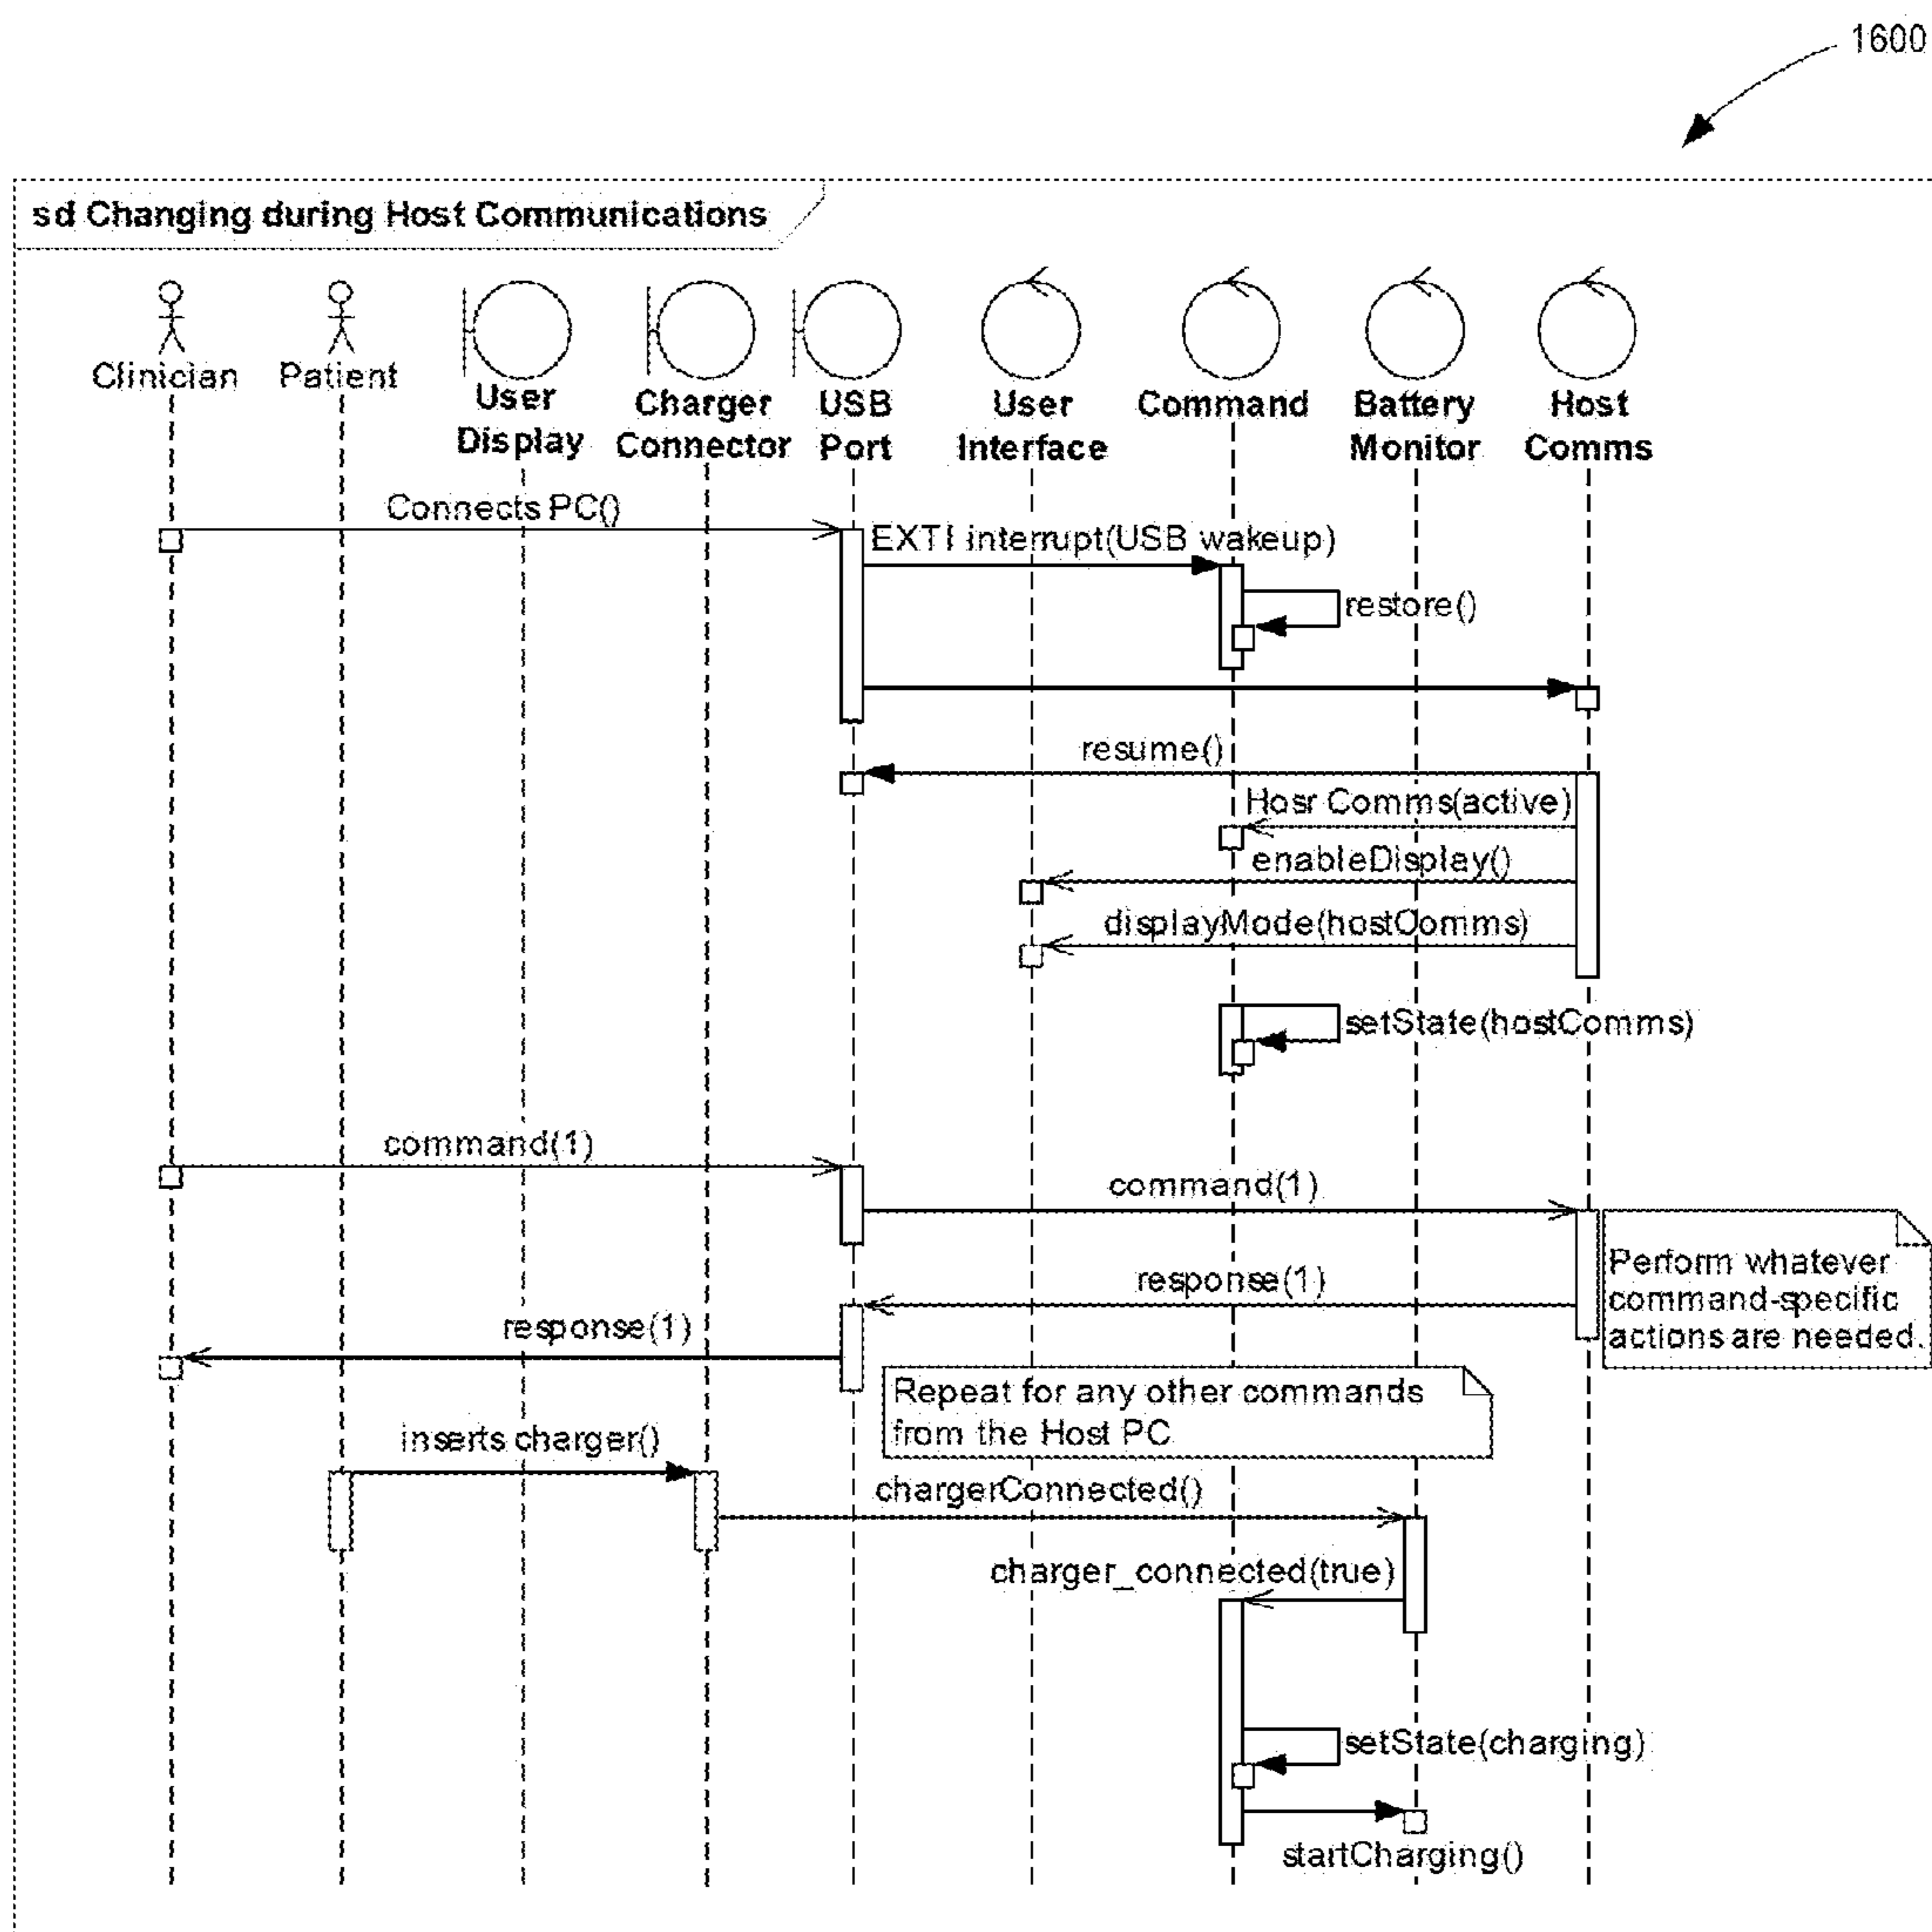 1600
sd Changing during Host Communications
Clinician
Patient
User
Display
Charger
Connector
USB
Port
User
Interface
Command
Battery
Monitor
Host
Comms
Connects PC()
EXTI interrupt(USB wakeup)
restore()
resume()
Hosr Comms(active)
enableDisplay()
displayMode(hostComms)
setState(hostComms)
command(1)
command(1)
Perform whatever
command-specific
actions are needed.
response(1)
response(1)
Repeat for any other commands
from the Host PC
inserts charger()
chargerConnected()
charger_connected(true)
setState(charging)
startCharging()